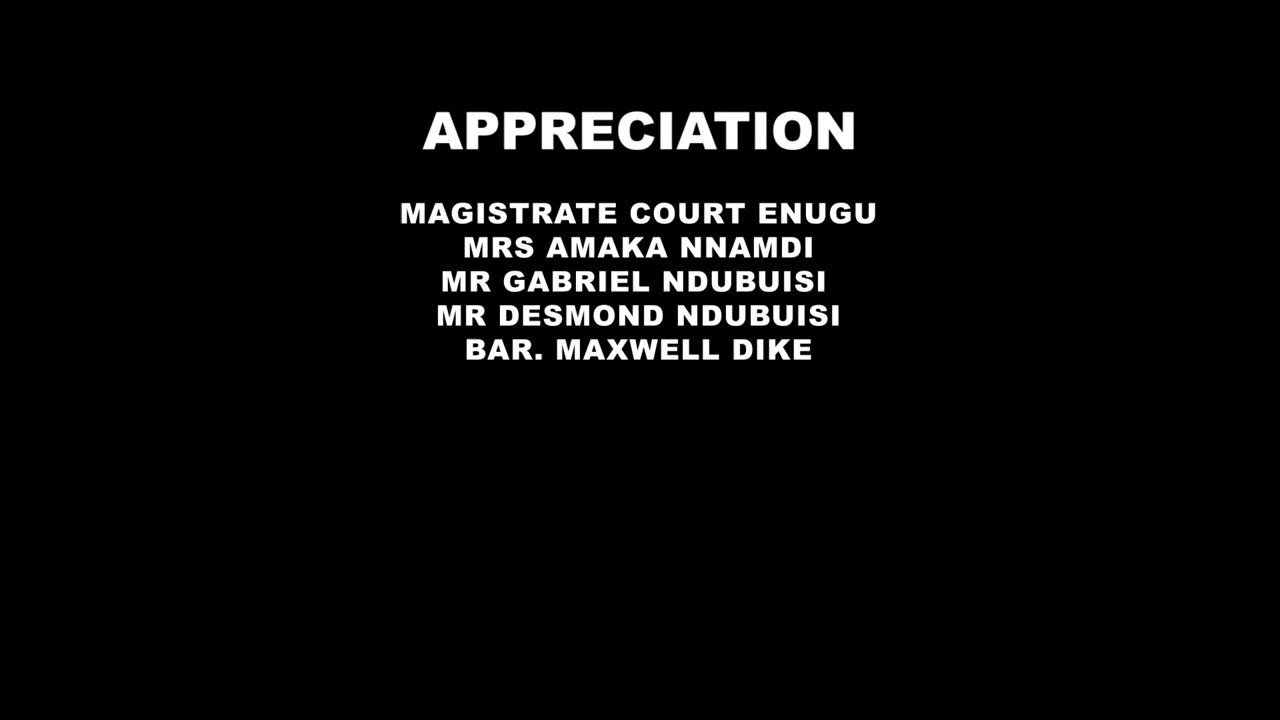 APPRECIATION
MAGISTRATE COURT ENUGU
MRS AMAKA NNAMDI
MR GABRIEL NDUBUISI
MR DESMOND NDUBUISI
BAR. MAXWELL DIKE